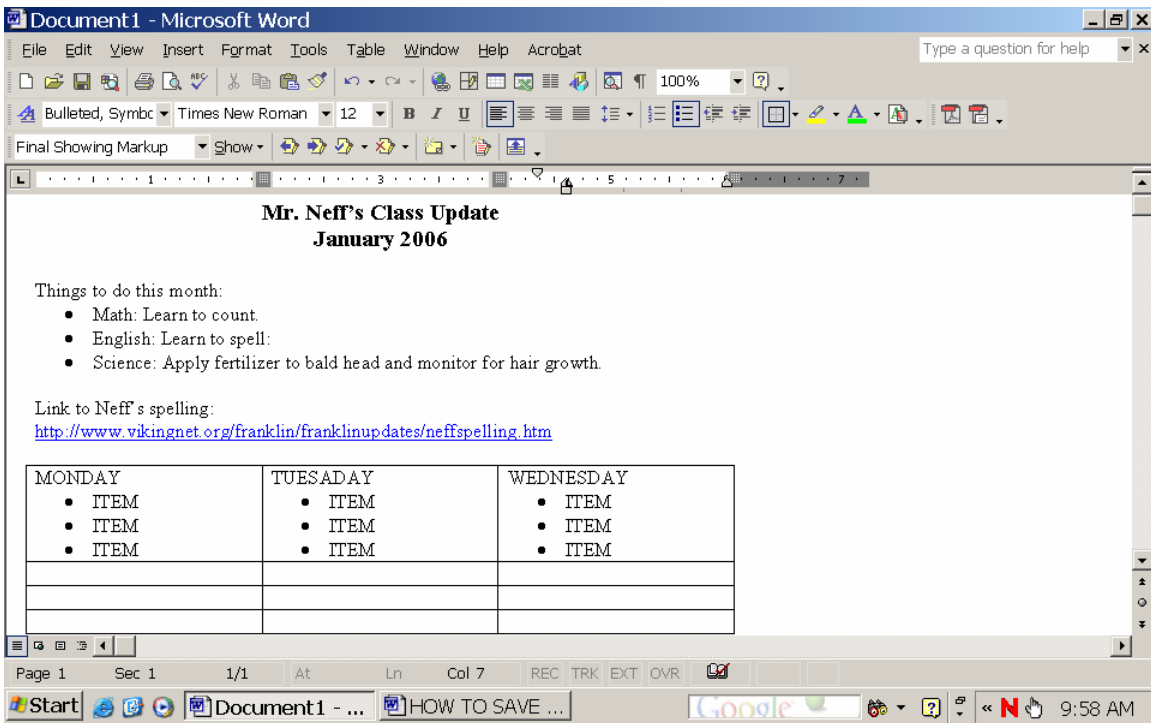 Document1 - Microsoft Word
File Edit View Insert Format Tools Table Window Help Acrobat Type a question for help
100%
Bulleted, Symbc Times New Roman 12 B I U A
Final Showing Markup Show
1 3 5 7
Mr. Neff's Class Update
January 2006
Things to do this month:
Math: Learn to count.
English: Learn to spell:
Science: Apply fertilizer to bald head and monitor for hair growth.
Link to Neff's spelling:
http://www.vikingnet.org/franklin/franklinupdates/neffspelling.htm
MONDAY TUESADAY WEDNESDAY
• ITEM • ITEM • ITEM
• ITEM • ITEM • ITEM
• ITEM • ITEM • ITEM
Page 1 Sec 1 1/1 At Ln Col 7 REC TRK EXT OVR
Start Document1 - ... HOW TO SAVE ... Google « N 9:58 AM